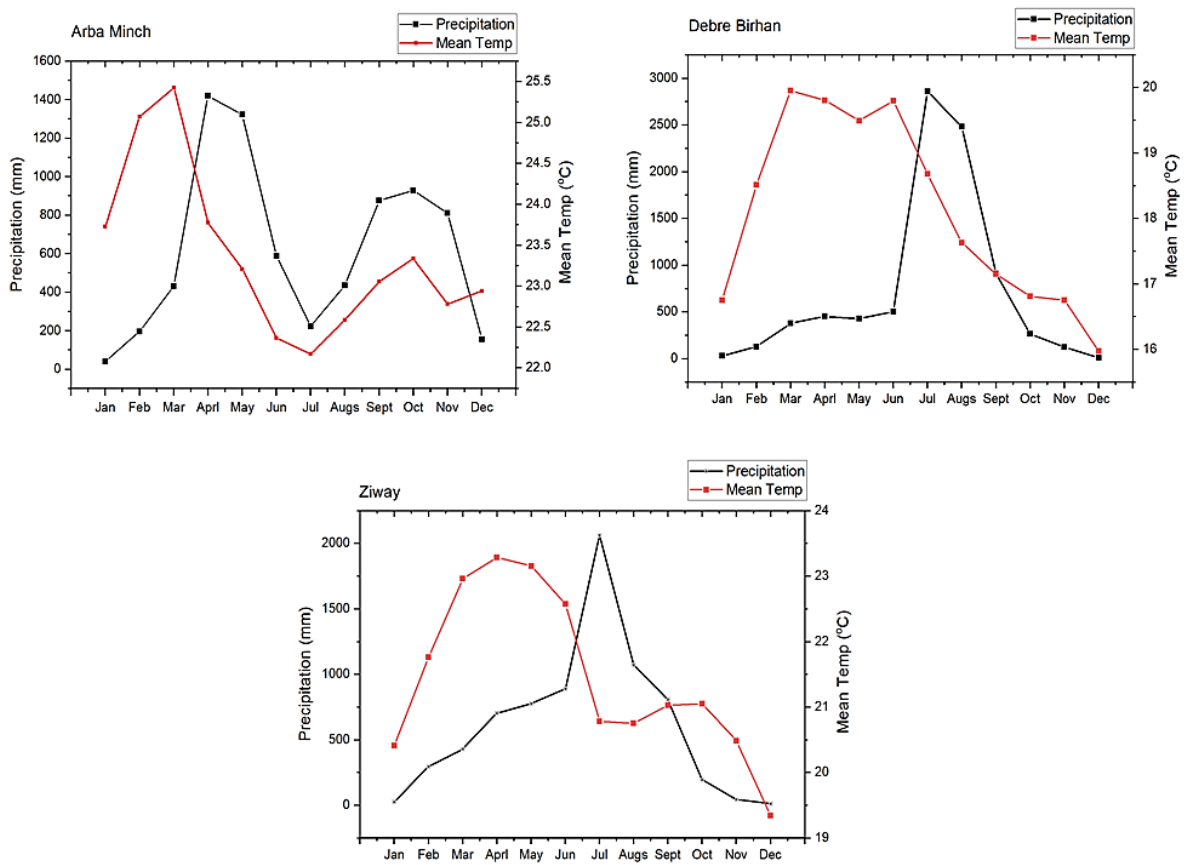 Arba Minch
Precipitation
Mean Temp
1600
1400
1200
1000
800
600
400
200
0
Precipitation (mm)
25.5
25.0
24.5
24.0
23.5
23.0
22.5
22.0
Mean Temp (°C)
Jan Feb Mar Aprl May Jun Jul Augs Sept Oct Nov Dec
Debre Birhan
Precipitation
Mean Temp
3000
2500
2000
1500
1000
500
0
Precipitation (mm)
20
19
18
17
16
Mean Temp (°C)
Jan Feb Mar Aprl May Jun Jul Augs Sept Oct Nov Dec
Ziway
Precipitation
Mean Temp
2000
1500
1000
500
0
Precipitation (mm)
24
23
22
21
20
19
Mean Temp (°C)
Jan Feb Mar Aprl May Jun Jul Augs Sept Oct Nov Dec